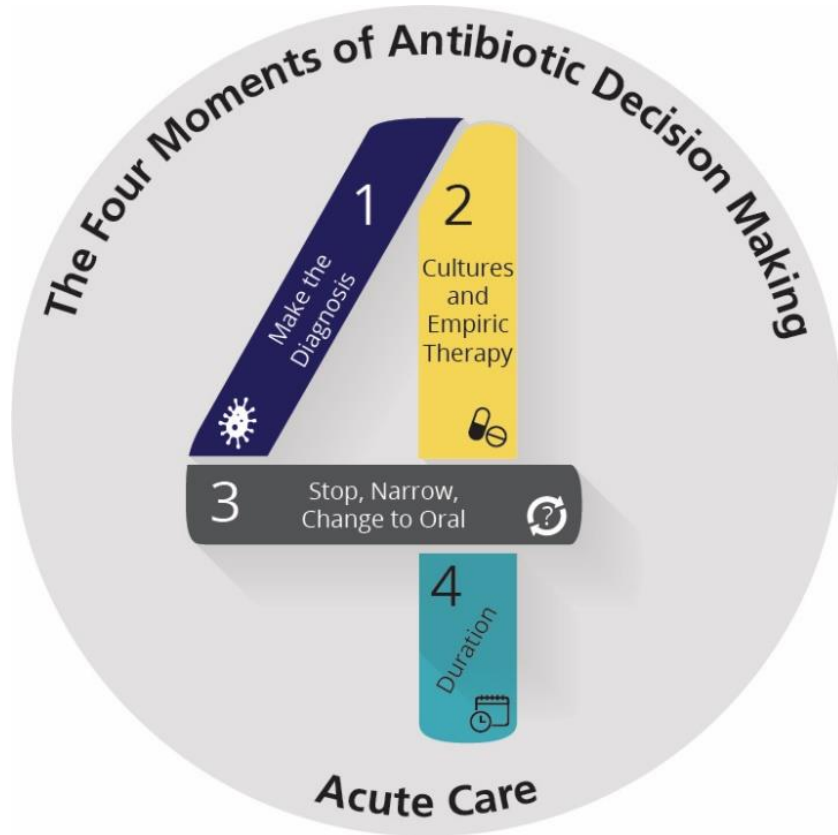 The Four Moments of Antibiotic Decision Making
1
Make the
Diagnosis
2
Cultures
and
Empiric
Therapy
3
Stop, Narrow,
Change to Oral
?
4
Duration
Acute Care